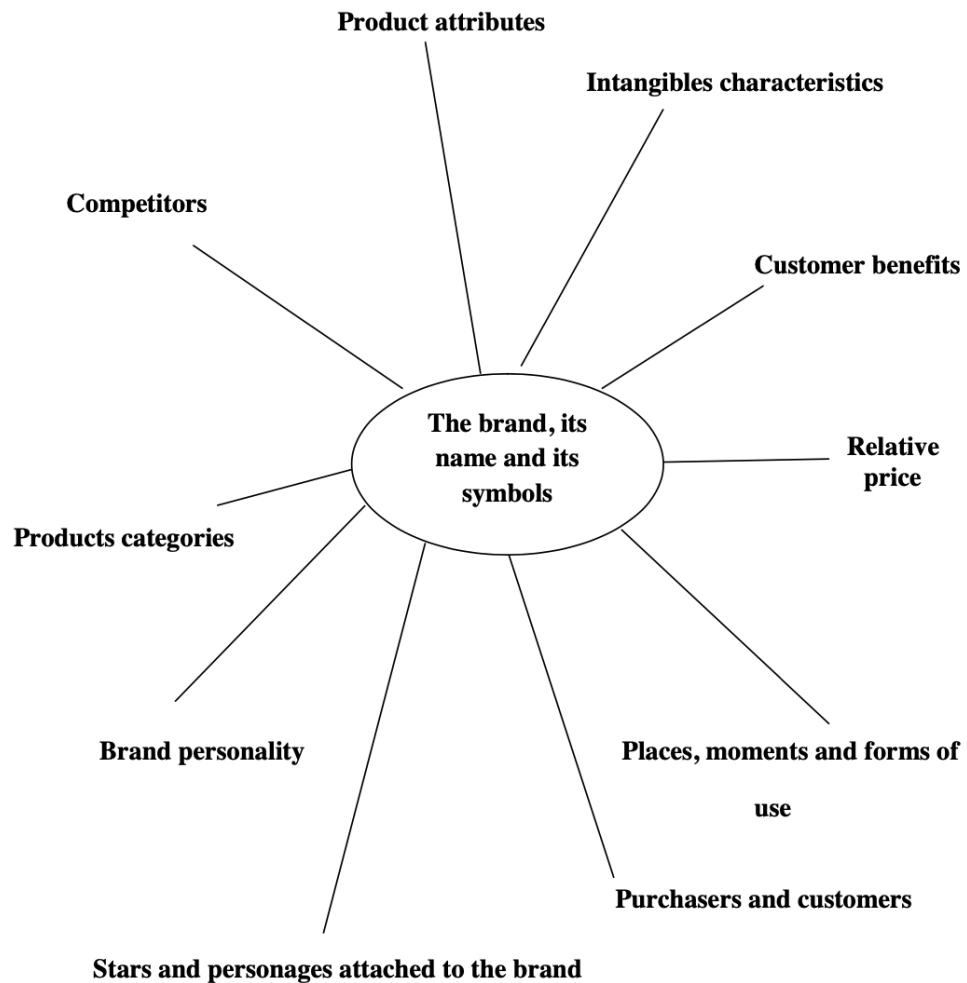 Product attributes
Intangibles characteristics
Competitors
Customer benefits
The brand, its
name and its
symbols
Relative
price
Products categories
Brand personality
Places, moments and forms of
use
Purchasers and customers
Stars and personages attached to the brand